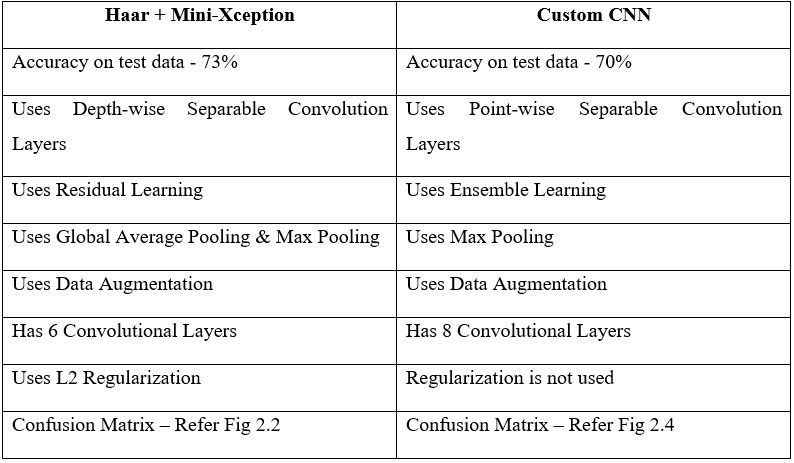 Haar + Mini-Xception
Custom CNN
Accuracy on test data - 73%
Accuracy on test data - 70%
Uses Depth-wise Separable Convolution
Layers
Uses Point-wise Separable Convolution
Layers
Uses Residual Learning
Uses Ensemble Learning
Uses Global Average Pooling & Max Pooling
Uses Max Pooling
Uses Data Augmentation
Uses Data Augmentation
Has 6 Convolutional Layers
Has 8 Convolutional Layers
Uses L2 Regularization
Regularization is not used
Confusion Matrix – Refer Fig 2.2
Confusion Matrix – Refer Fig 2.4